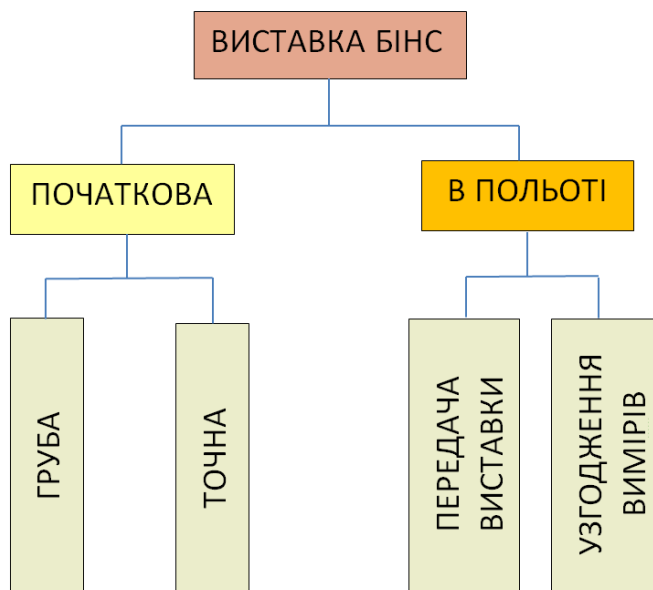 ВИСТАВКА БІНС
ПОЧАТКОВА
В ПОЛЬОТІ
ГРУБА
ТОЧНА
ПЕРЕДАЧА
ВИСТАВКИ
УЗГОДЖЕННЯ
ВИМІРІВ